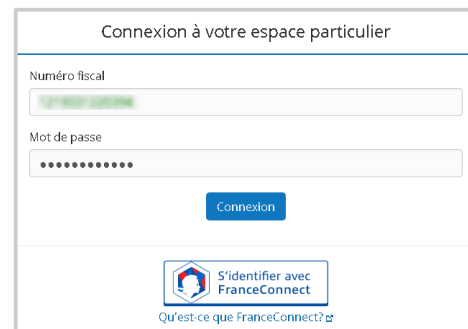 Connexion à votre espace particulier
Numéro fiscal
Mot de passe
••••••••••••
Connexion
S'identifier avec
FranceConnect
Qu'est-ce que FranceConnect?